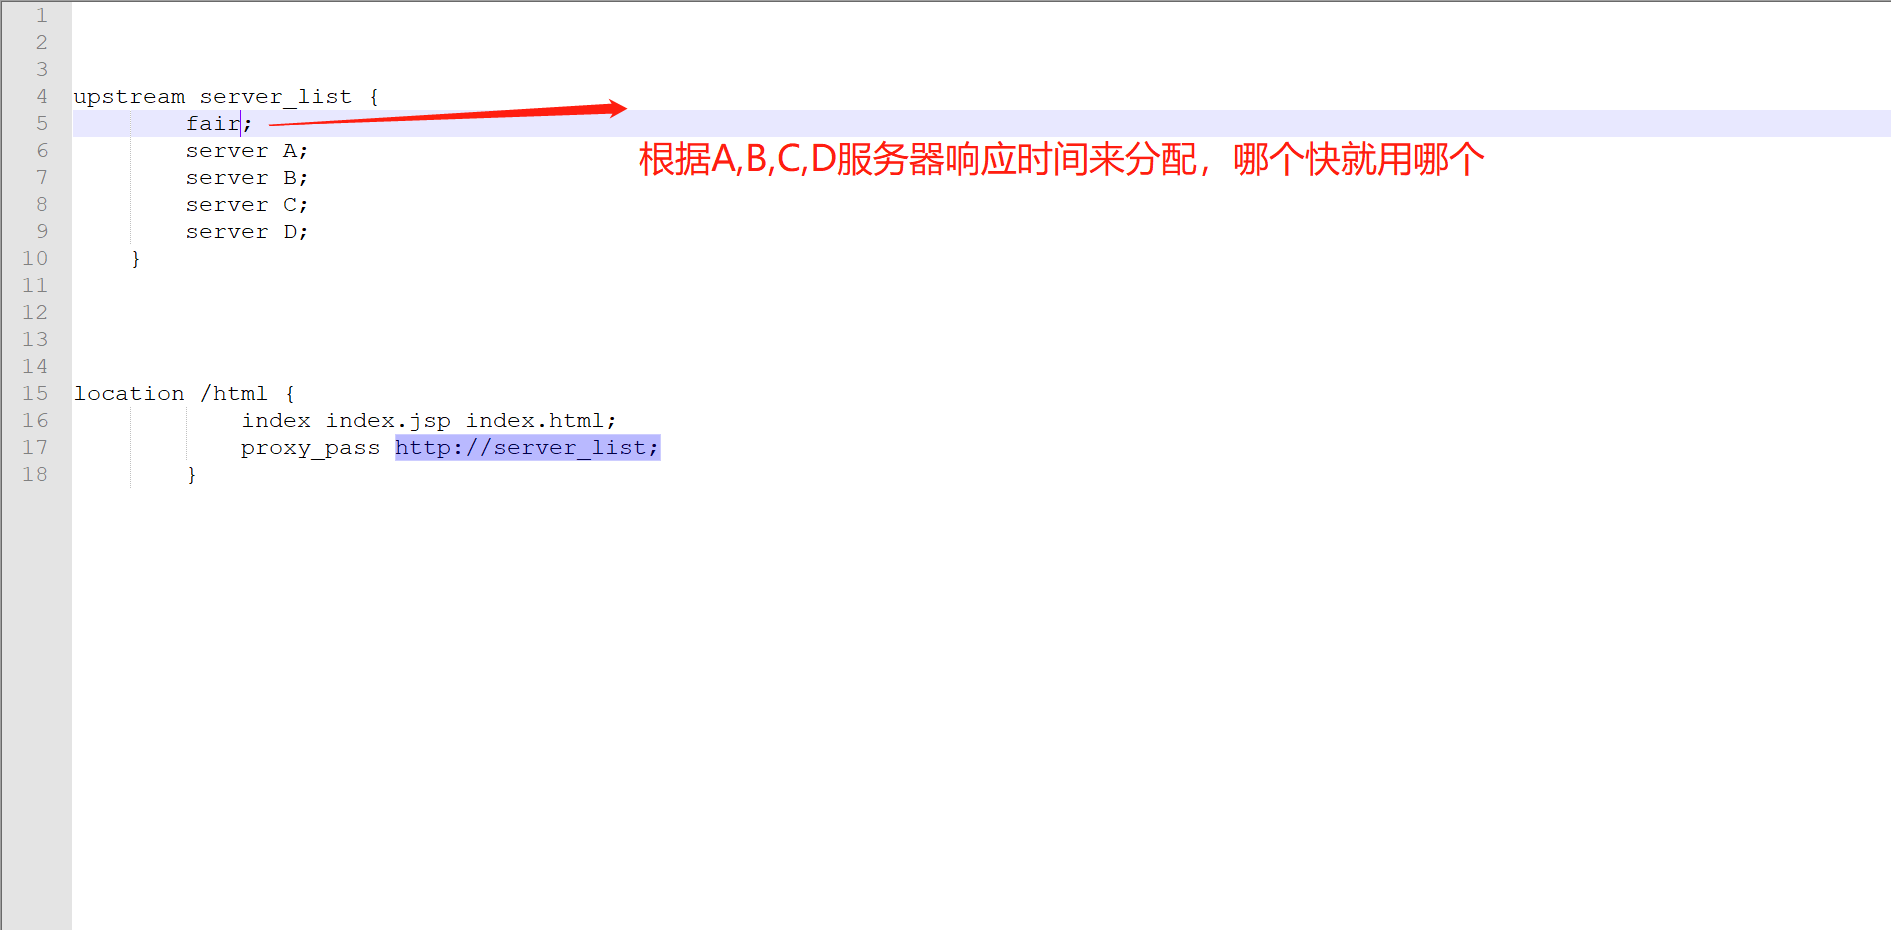 1
2
3
4 upstream server_list {
5 fair;
根据A,B,C,D服务器响应时间来分配，哪个快就用哪个
6 server A;
7 server B;
8 server C;
9 server D;
10 }
11
12
13
14
15 location /html {
16 index index.jsp index.html;
17 proxy_pass http://server_list;
18 }